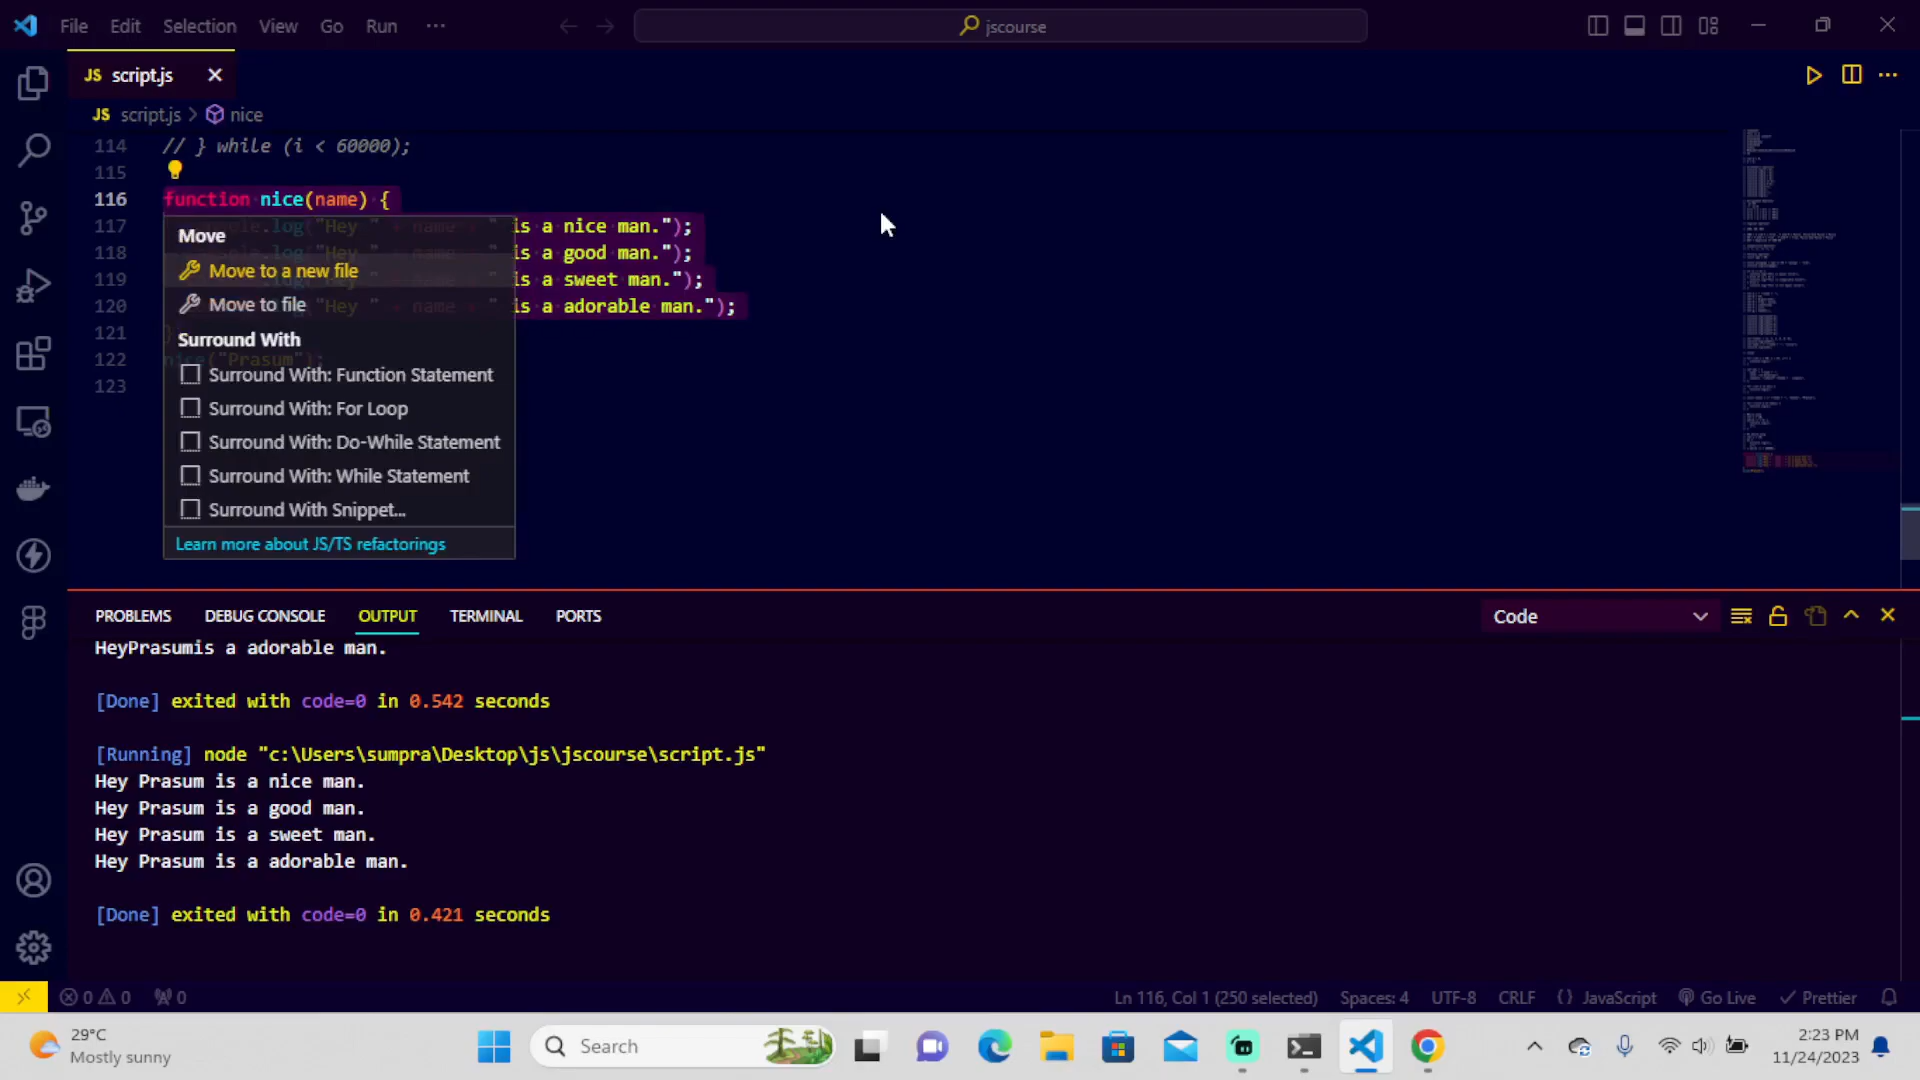 File Edit Selection View Go Run ··· jscourse
JS script.js
JS script.js > nice
114 // } while (i < 60000);
115
116 function nice(name) {
117 is a nice man.");
118 is a good man.");
119 is a sweet man.");
120 is a adorable man.");
121
122 nice("Prasum");
123
Move
Move to a new file
Move to file
Surround With
Surround With: Function Statement
Surround With: For Loop
Surround With: Do-While Statement
Surround With: While Statement
Surround With Snippet...
Learn more about JS/TS refactorings
PROBLEMS DEBUG CONSOLE OUTPUT TERMINAL PORTS Code
HeyPrasumis a adorable man.
[Done] exited with code=0 in 0.542 seconds
[Running] node "c:\Users\sumpra\Desktop\js\jscourse\script.js"
Hey Prasum is a nice man.
Hey Prasum is a good man.
Hey Prasum is a sweet man.
Hey Prasum is a adorable man.
[Done] exited with code=0 in 0.421 seconds
0 0 0 Ln 116, Col 1 (250 selected) Spaces: 4 UTF-8 CRLF {} JavaScript Go Live Prettier
29°C
Mostly sunny
Search
2:23 PM
11/24/2023